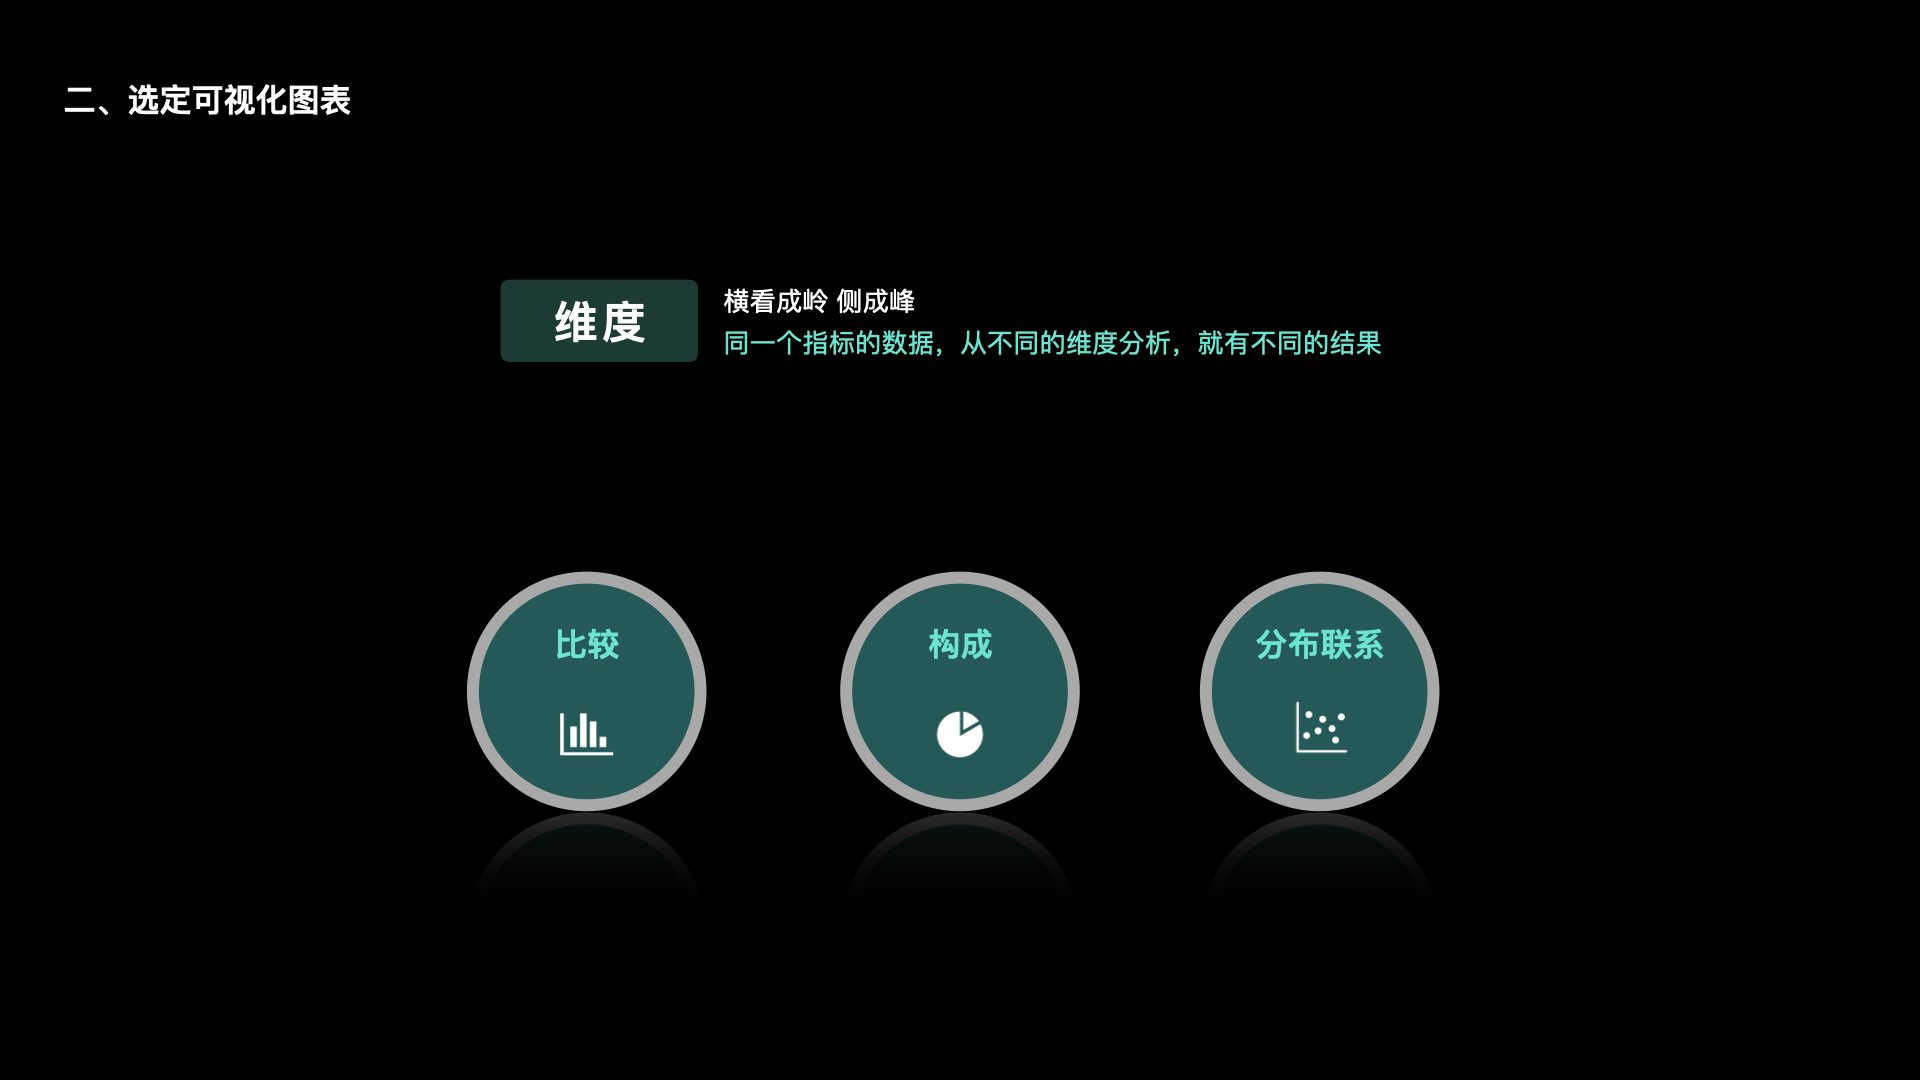 二、选定可视化图表
维度
横看成岭 侧成峰
同一个指标的数据，从不同的维度分析，就有不同的结果
比较
构成
分布联系